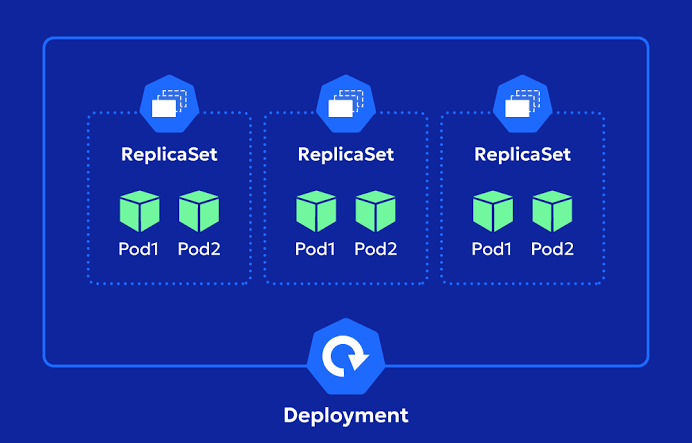 ReplicaSet ReplicaSet ReplicaSet
Pod1 Pod2 Pod1 Pod2 Pod1 Pod2
Deployment